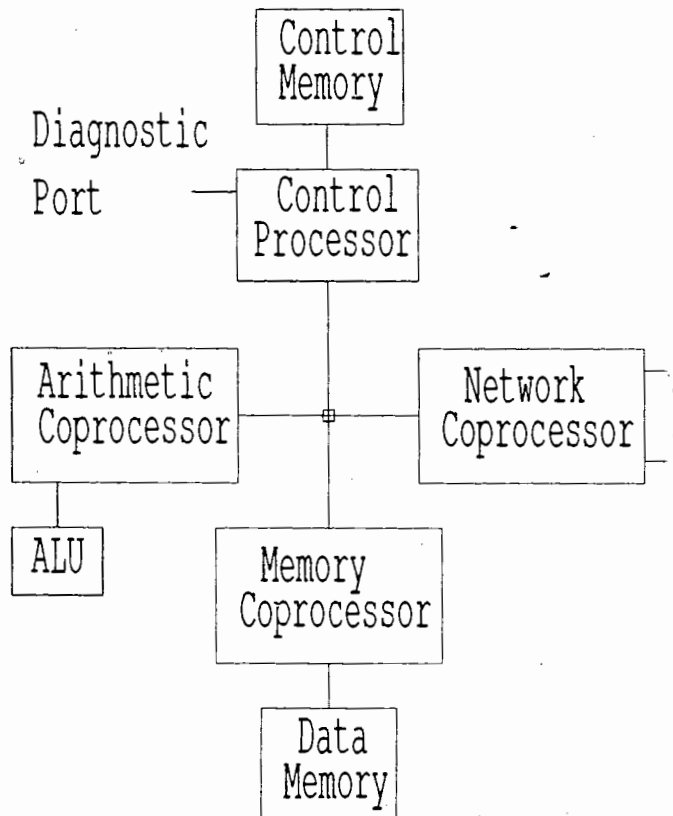 Control
Memory
Diagnostic
Port
Control
Processor
Arithmetic
Coprocessor
Network
Coprocessor
ALU
Memory
Coprocessor
Data
Memory